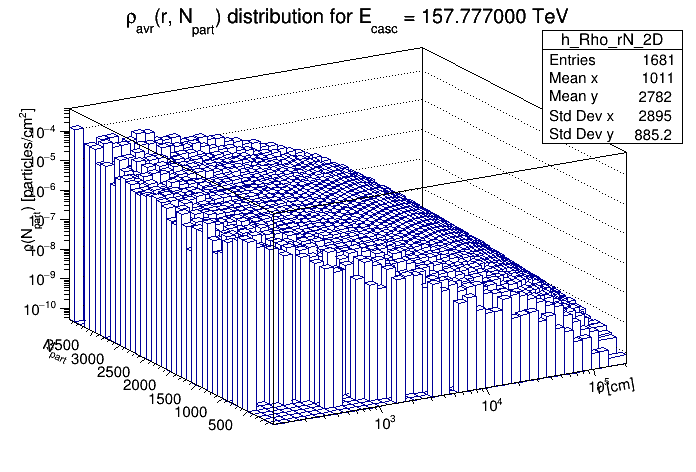 ρavr(r, Npart) distribution for Ecasc = 157.777000 TeV
h_Rho_rN_2D
Entries 1681
Mean x 1011
Mean y 2782
Std Dev x 2895
Std Dev y 885.2
ρ(Npart) [particles/cm²]
10⁻⁴
10⁻⁵
10⁻⁶
10⁻⁷
10⁻⁸
10⁻⁹
10⁻¹⁰
Npart
3000
2500
2000
1500
1000
500
10³
10⁴
10⁵
r [cm]